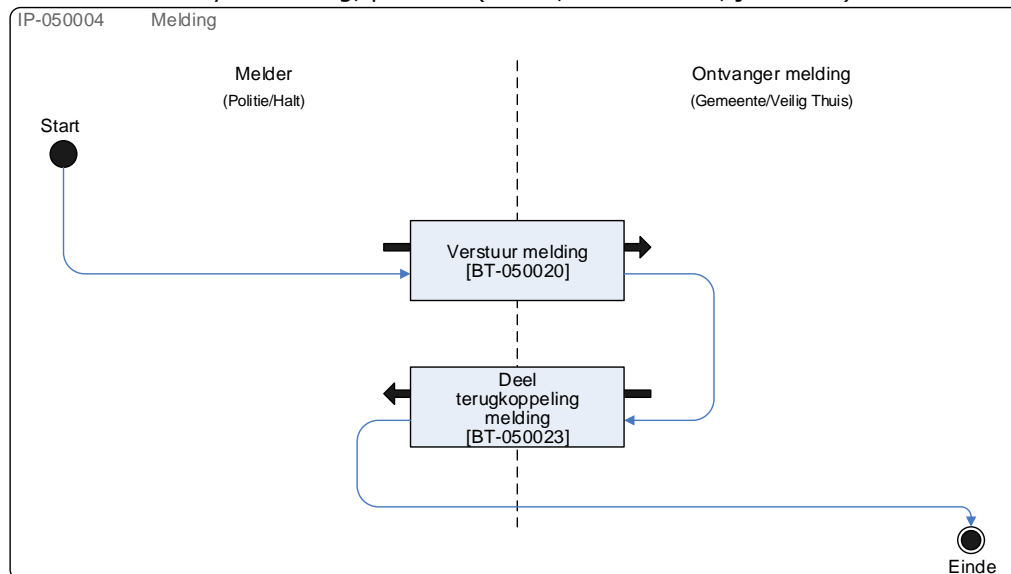 IP-050004 Melding
Melder
(Politie/Halt)
Ontvanger melding
(Gemeente/Veilig Thuis)
Start
Verstuur melding
[BT-050020]
Deel
terugkoppeling
melding
[BT-050023]
Einde